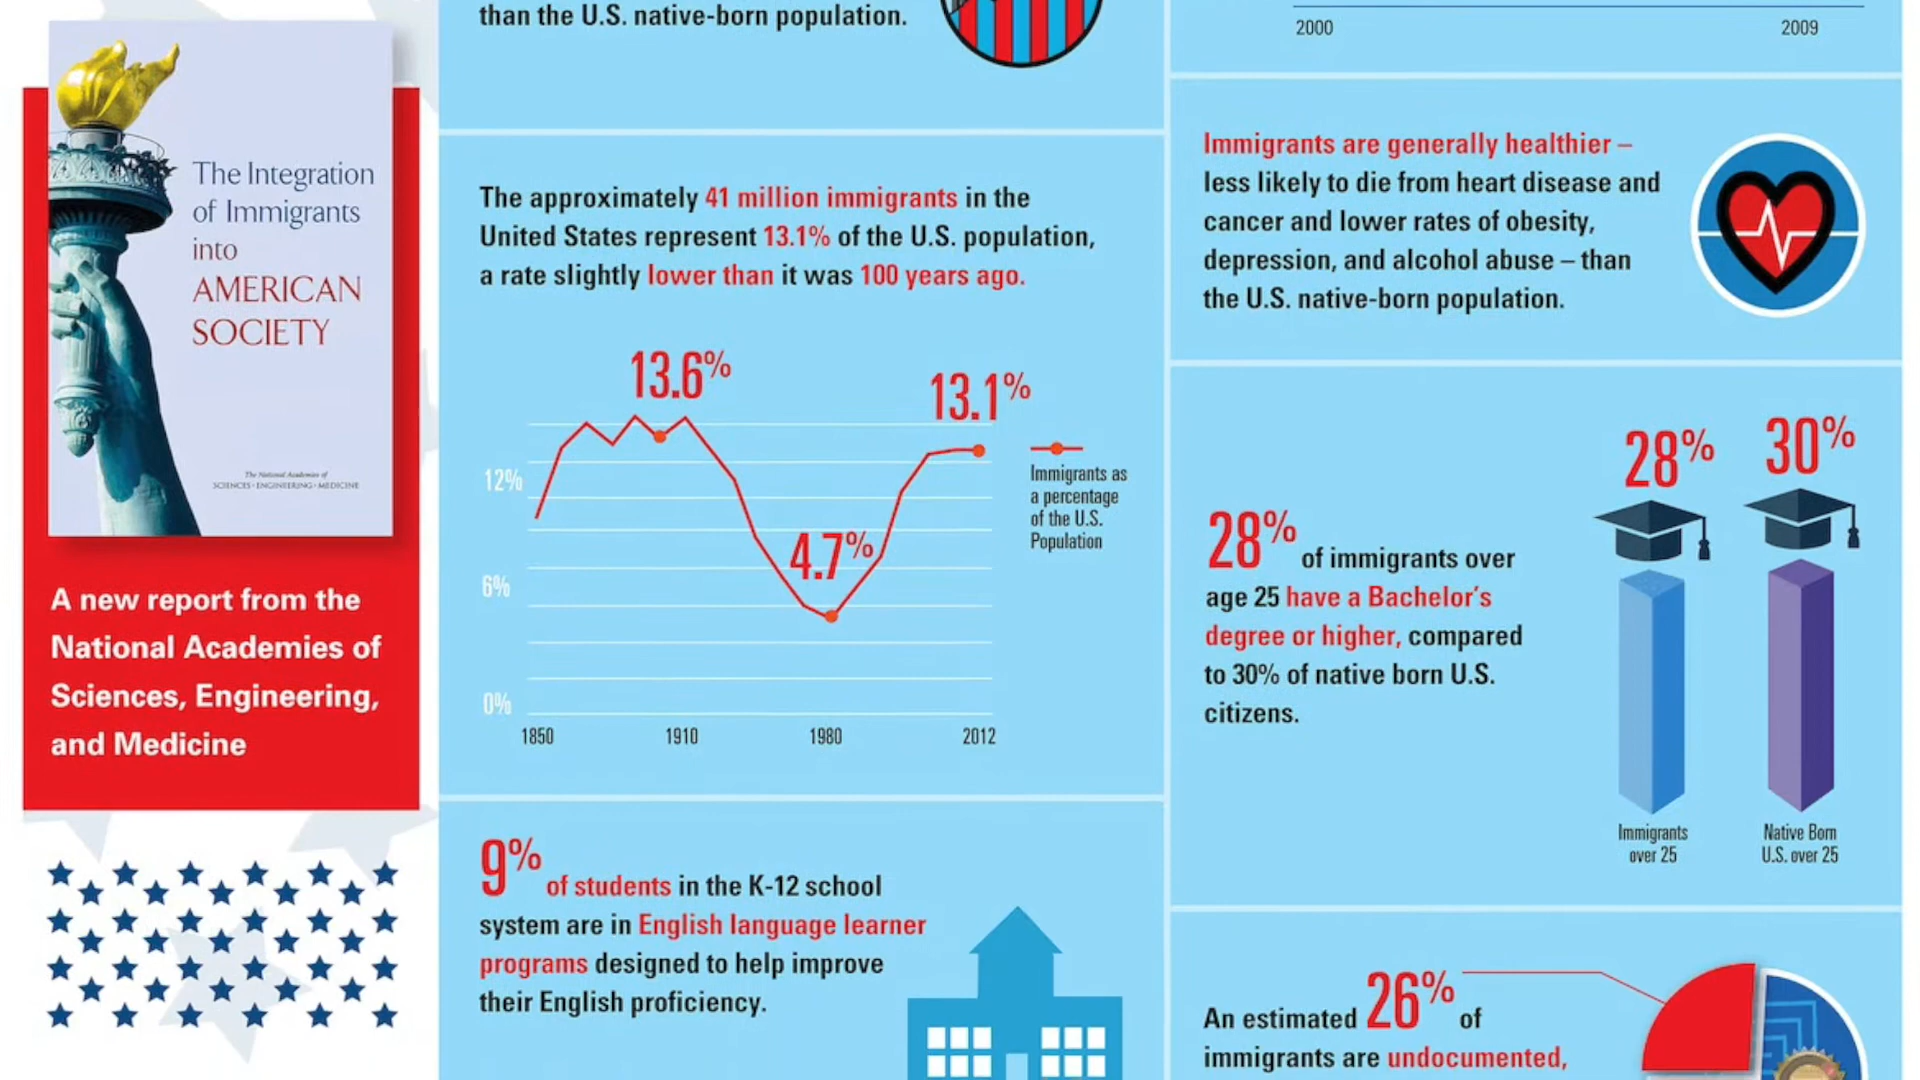 The Integration
of Immigrants
into
AMERICAN
SOCIETY
The National Academies of
SCIENCES • ENGINEERING • MEDICINE
A new report from the
National Academies of
Sciences, Engineering,
and Medicine
than the U.S. native-born population.
The approximately 41 million immigrants in the
United States represent 13.1% of the U.S. population,
a rate slightly lower than it was 100 years ago.
13.6%
13.1%
12%
4.7%
6%
0%
1850
1910
1980
2012
Immigrants as
a percentage
of the U.S.
Population
9% of students in the K-12 school
system are in English language learner
programs designed to help improve
their English proficiency.
2000
2009
Immigrants are generally healthier –
less likely to die from heart disease and
cancer and lower rates of obesity,
depression, and alcohol abuse – than
the U.S. native-born population.
28% of immigrants over
age 25 have a Bachelor's
degree or higher, compared
to 30% of native born U.S.
citizens.
28%
30%
Immigrants
over 25
Native Born
U.S. over 25
An estimated 26% of
immigrants are undocumented,